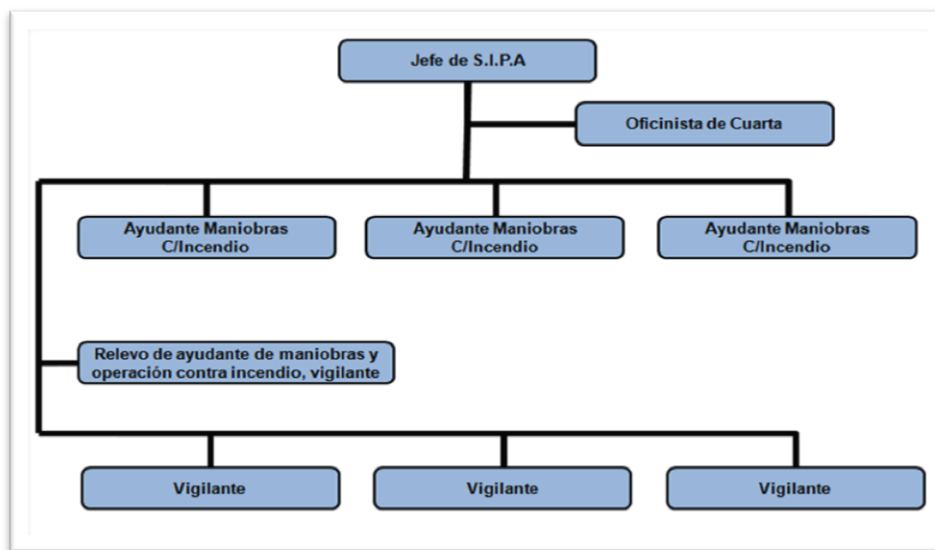 Jefe de S.I.P.A
Oficinista de Cuarta
Ayudante Maniobras
C/Incendio
Ayudante Maniobras
C/Incendio
Ayudante Maniobras
C/Incendio
Relevo de ayudante de maniobras y
operación contra incendio, vigilante
Vigilante
Vigilante
Vigilante